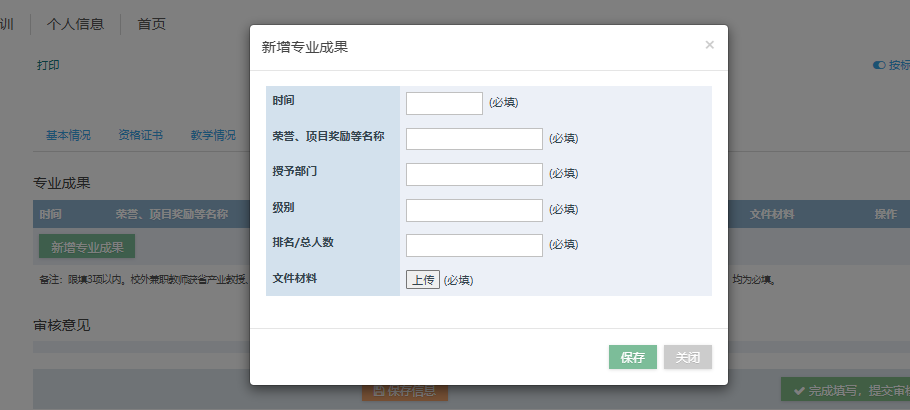 训 个人信息 首页
打印
按标
基本情况 资格证书 教学情况
专业成果
时间 荣誉、项目奖励等名称 文件材料 操作
新增专业成果
备注：限填3项以内。校外兼职教师获省产业教授、 均为必填。
审核意见
保存信息
完成填写，提交审核
新增专业成果 ×
时间 (必填)
荣誉、顶目奖励等名称 (必填)
授予部门 (必填)
级别 (必填)
排名/总人数 (必填)
文件材料 上传 (必填)
保存 关闭